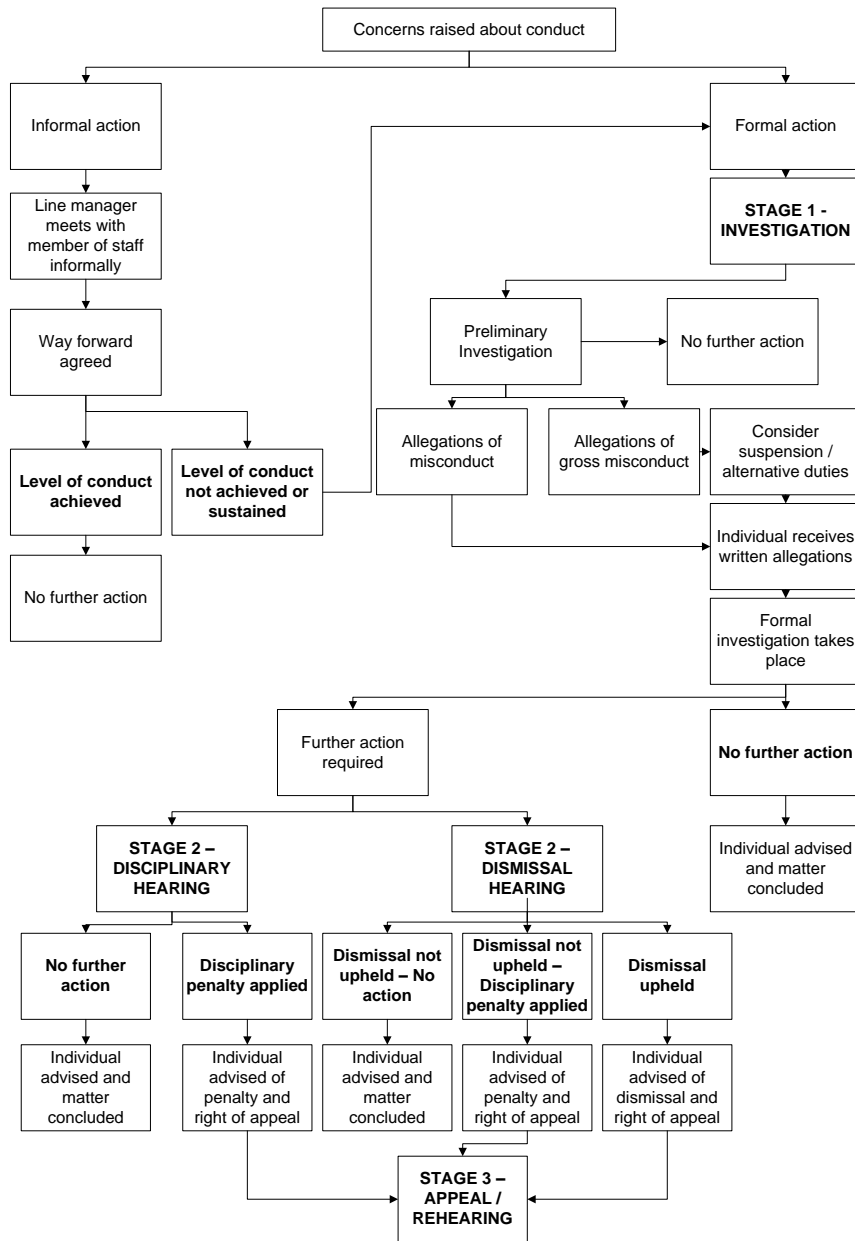 Concerns raised about conduct
Informal action
Formal action
Line manager
meets with
member of staff
informally
STAGE 1 -
INVESTIGATION
Way forward
agreed
Preliminary
Investigation
No further action
Level of conduct
achieved
Level of conduct
not achieved or
sustained
Allegations of
misconduct
Allegations of
gross misconduct
Consider
suspension /
alternative duties
No further action
Individual receives
written allegations
Formal
investigation takes
place
Further action
required
No further action
STAGE 2 –
DISCIPLINARY
HEARING
STAGE 2 –
DISMISSAL
HEARING
Individual advised
and matter
concluded
No further
action
Disciplinary
penalty applied
Dismissal not
upheld – No
action
Dismissal not
upheld –
Disciplinary
penalty applied
Dismissal
upheld
Individual
advised and
matter
concluded
Individual
advised of
penalty and
right of appeal
Individual
advised and
matter
concluded
Individual
advised of
penalty and
right of appeal
Individual
advised of
dismissal and
right of appeal
STAGE 3 –
APPEAL /
REHEARING